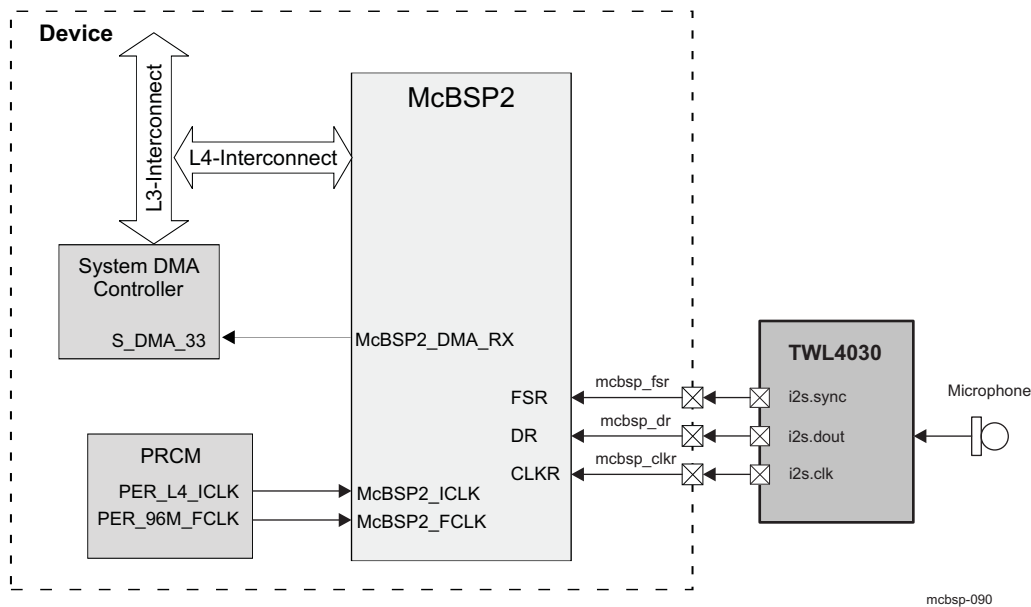 Device
McBSP2
L3-Interconnect
L4-Interconnect
System DMA
Controller
S_DMA_33
McBSP2_DMA_RX
TWL4030
FSR
mcbsp_fsr
i2s.sync
Microphone
DR
mcbsp_dr
i2s.dout
CLKR
mcbsp_clkr
i2s.clk
PRCM
PER_L4_ICLK
McBSP2_ICLK
PER_96M_FCLK
McBSP2_FCLK
mcbsp-090